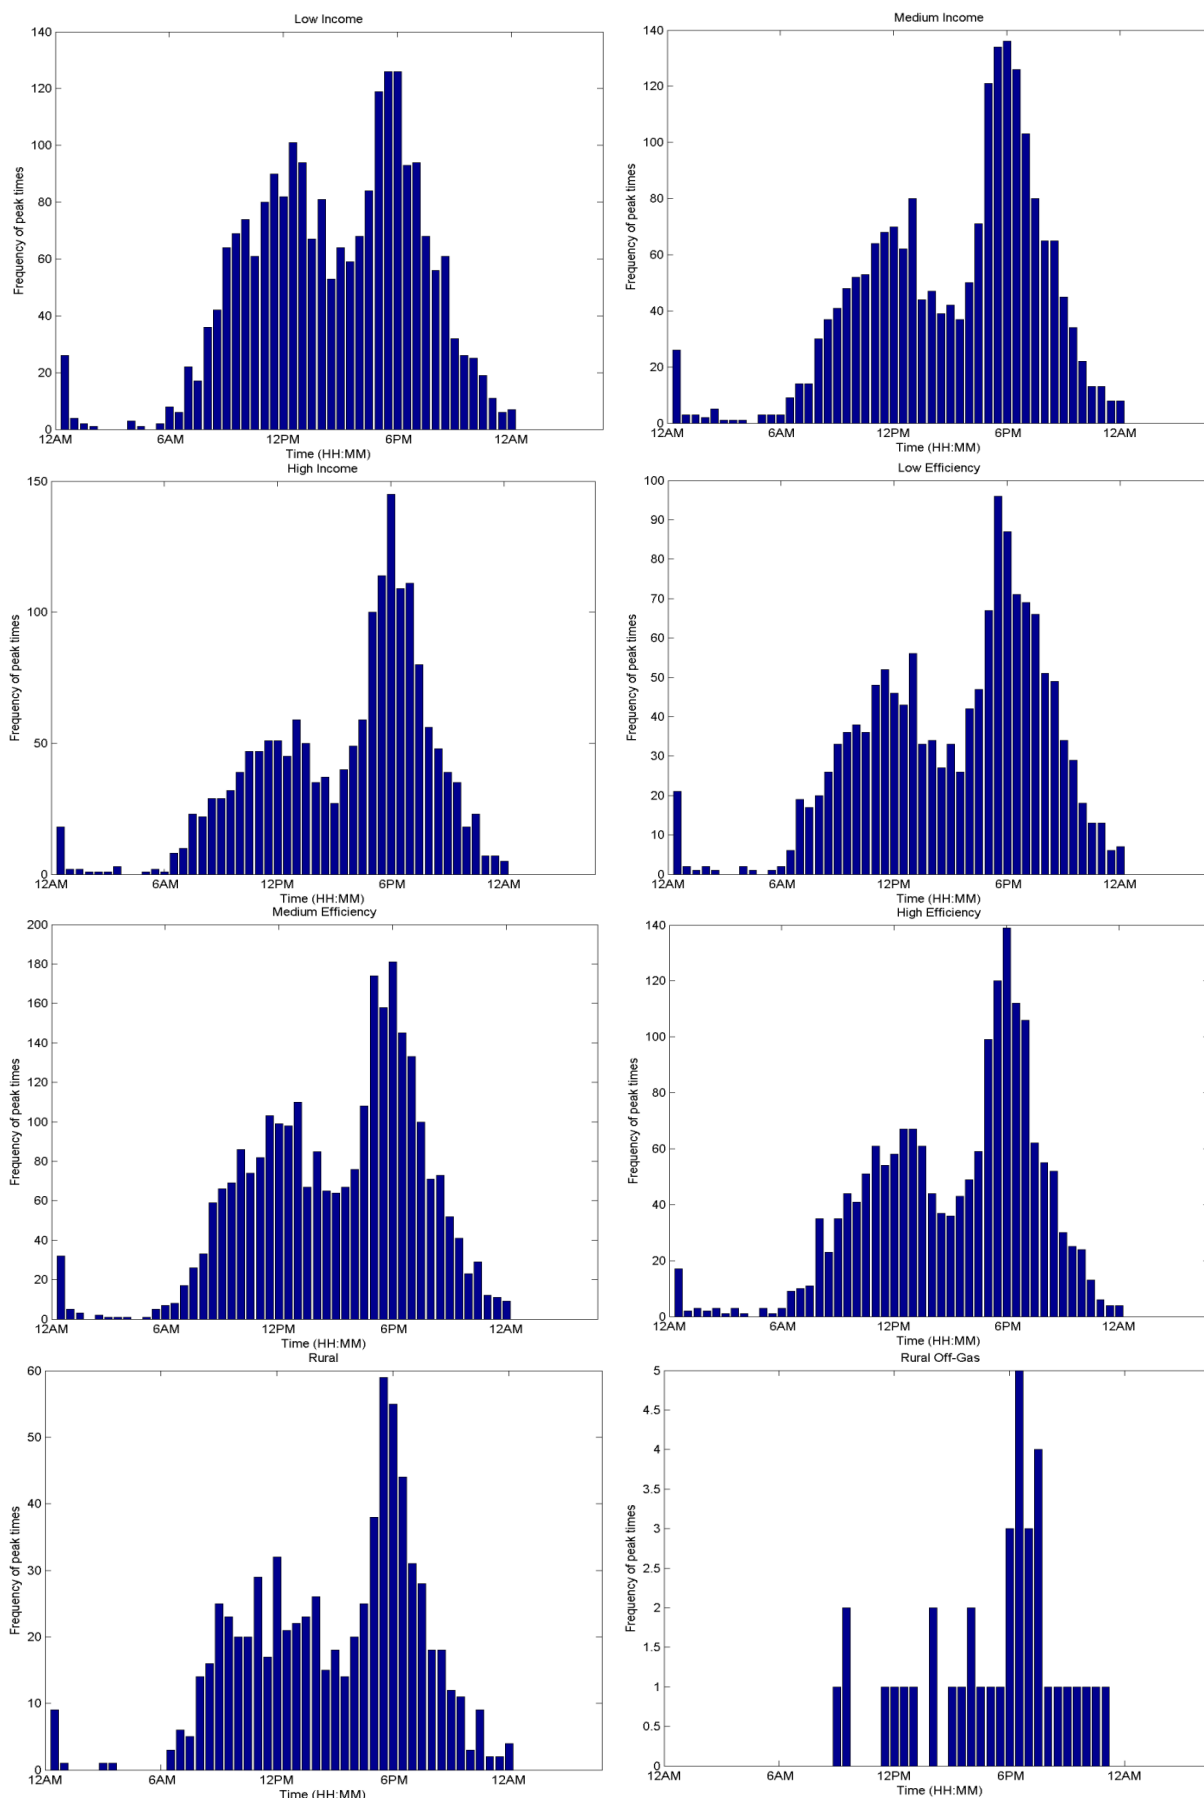 Low Income
140
120
100
80
60
40
20
0
Frequency of peak times
12AM 6AM 12PM 6PM 12AM
Time (HH:MM)
Medium Income
140
120
100
80
60
40
20
0
Frequency of peak times
12AM 6AM 12PM 6PM 12AM
Time (HH:MM)
High Income
150
100
50
0
Frequency of peak times
12AM 6AM 12PM 6PM 12AM
Time (HH:MM)
Low Efficiency
100
90
80
70
60
50
40
30
20
10
0
Frequency of peak times
12AM 6AM 12PM 6PM 12AM
Time (HH:MM)
Medium Efficiency
200
180
160
140
120
100
80
60
40
20
0
Frequency of peak times
12AM 6AM 12PM 6PM 12AM
Time (HH:MM)
High Efficiency
140
120
100
80
60
40
20
0
Frequency of peak times
12AM 6AM 12PM 6PM 12AM
Time (HH:MM)
Rural
60
50
40
30
20
10
0
Frequency of peak times
12AM 6AM 12PM 6PM 12AM
Time (HH:MM)
Rural Off-Gas
5
4.5
4
3.5
3
2.5
2
1.5
1
0.5
0
Frequency of peak times
12AM 6AM 12PM 6PM 12AM
Time (HH:MM)